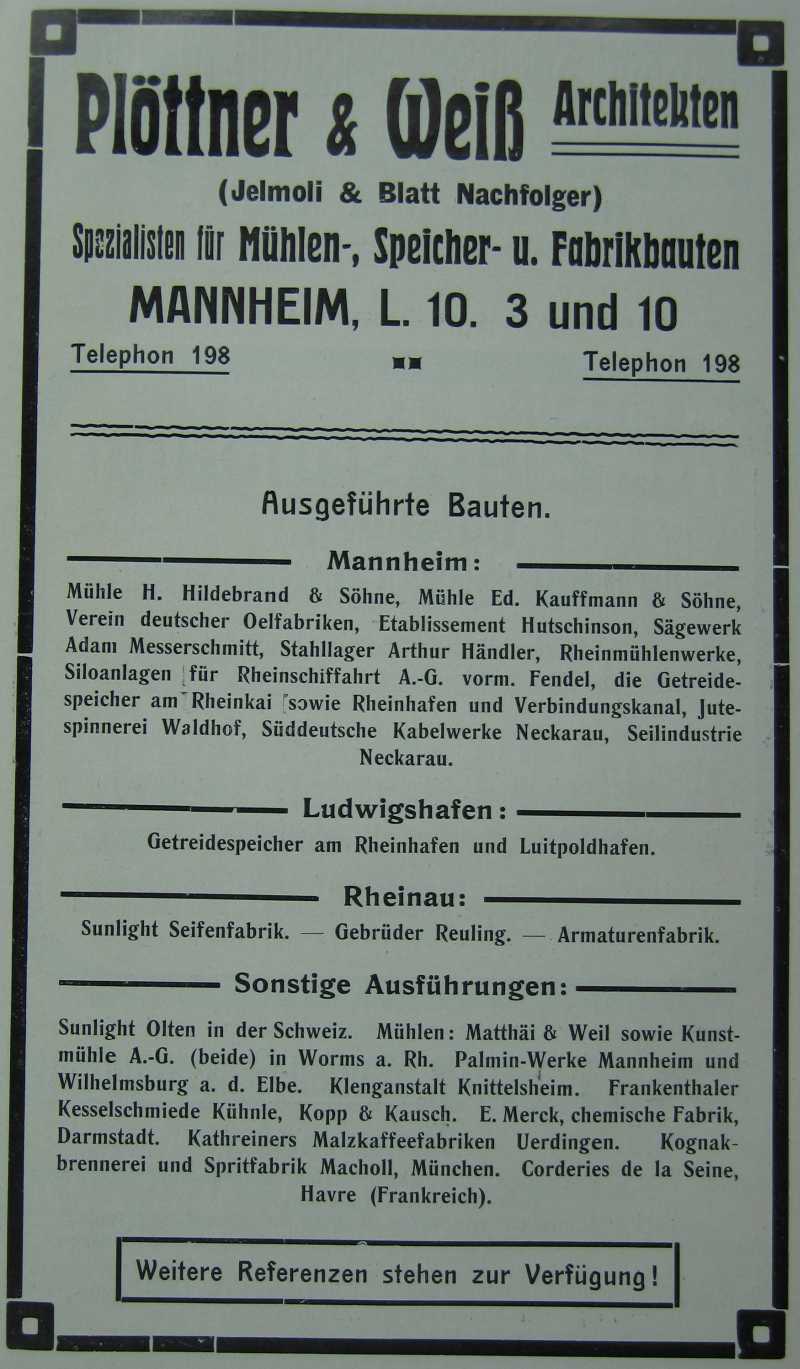 Plöttner & Weiß Architekten
(Jelmoli & Blatt Nachfolger)
Spezialisten für Mühlen-, Speicher- u. Fabrikbauten
MANNHEIM, L. 10. 3 und 10
Telephon 198 Telephon 198
Ausgeführte Bauten.
Mannheim:
Mühle H. Hildebrand & Söhne, Mühle Ed. Kauffmann & Söhne,
Verein deutscher Oelfabriken, Etablissement Hutschinson, Sägewerk
Adam Messerschmitt, Stahllager Arthur Händler, Rheinmühlenwerke,
Siloanlagen für Rheinschiffahrt A.-G. vorm. Fendel, die Getreide-
speicher am Rheinkai sowie Rheinhafen und Verbindungskanal, Jute-
spinnerei Waldhof, Süddeutsche Kabelwerke Neckarau, Seilindustrie
Neckarau.
Ludwigshafen:
Getreidespeicher am Rheinhafen und Luitpoldhafen.
Rheinau:
Sunlight Seifenfabrik. — Gebrüder Reuling. — Armaturenfabrik.
Sonstige Ausführungen:
Sunlight Olten in der Schweiz. Mühlen: Matthäi & Weil sowie Kunst-
mühle A.-G. (beide) in Worms a. Rh. Palmin-Werke Mannheim und
Wilhelmsburg a. d. Elbe. Klenganstalt Knittelsheim. Frankenthaler
Kesselschmiede Kühnle, Kopp & Kausch. E. Merck, chemische Fabrik,
Darmstadt. Kathreiners Malzkaffeefabriken Uerdingen. Kognak-
brennerei und Spritfabrik Macholl, München. Corderies de la Seine,
Havre (Frankreich).
Weitere Referenzen stehen zur Verfügung!